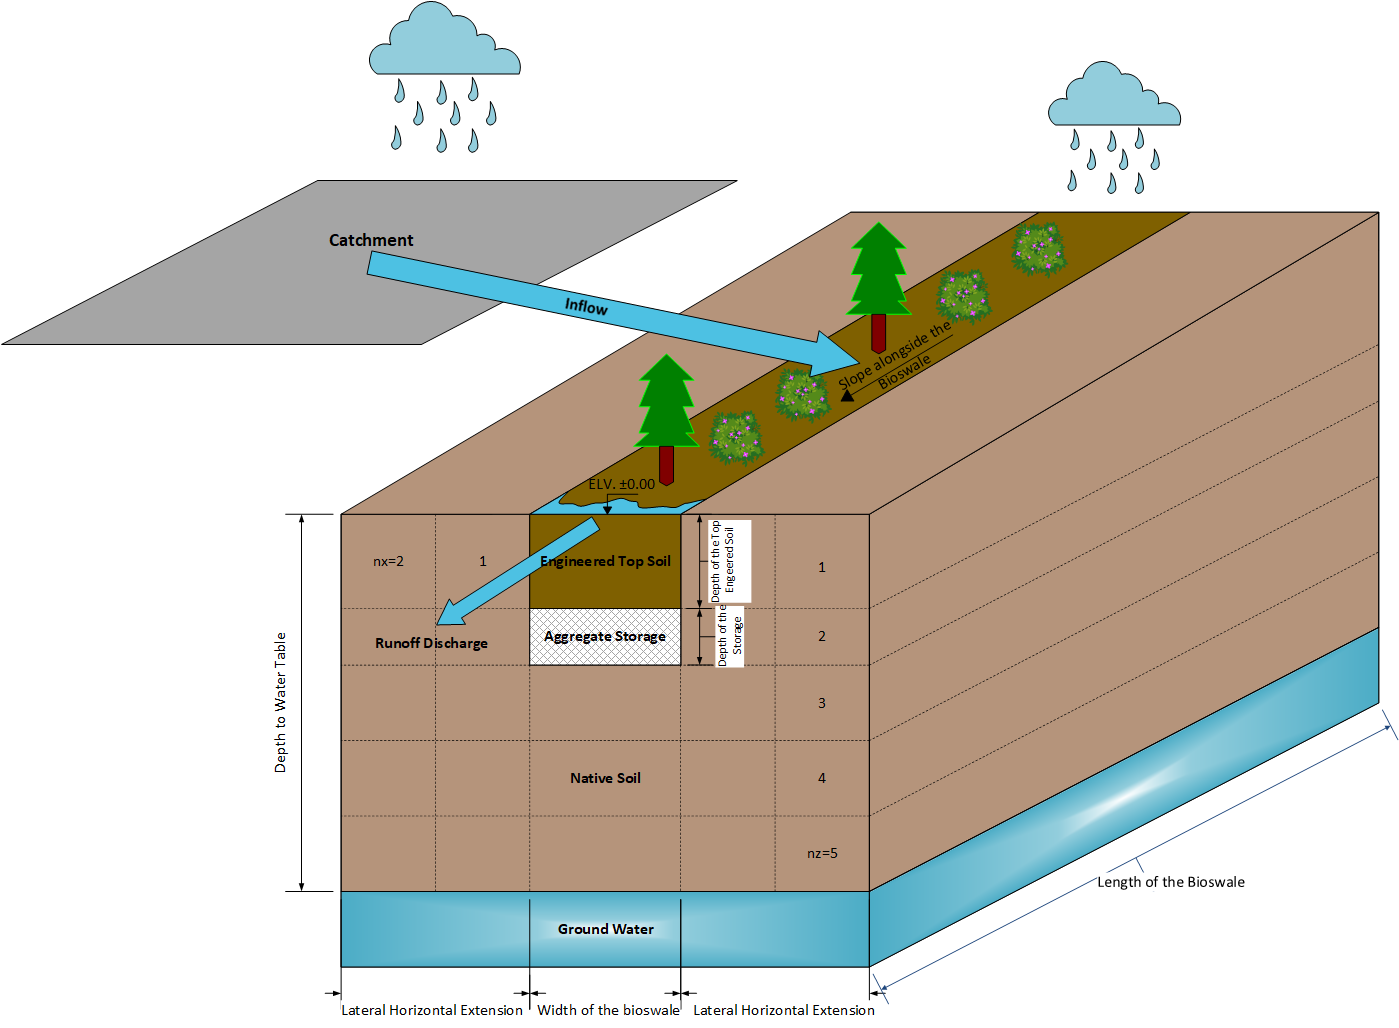 Catchment
Inflow
Slope alongside the
Bioswale
ELV. ±0.00
nx=2
1
Engineered Top Soil
Depth of the Top
Engeered Soil
1
Runoff Discharge
Aggregate Storage
Depth of the
Storage
2
Depth to Water Table
3
Native Soil
4
nz=5
Length of the Bioswale
Ground Water
Lateral Horizontal Extension
Width of the bioswale
Lateral Horizontal Extension